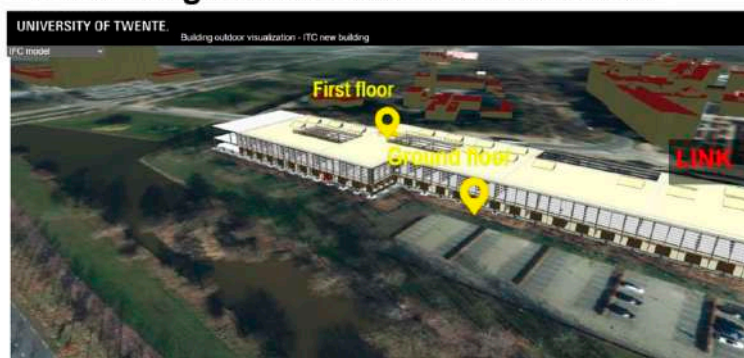 UNIVERSITY OF TWENTE.
Building outdoor visualization - ITC new building
IFC model
First floor
Ground floor
LINK